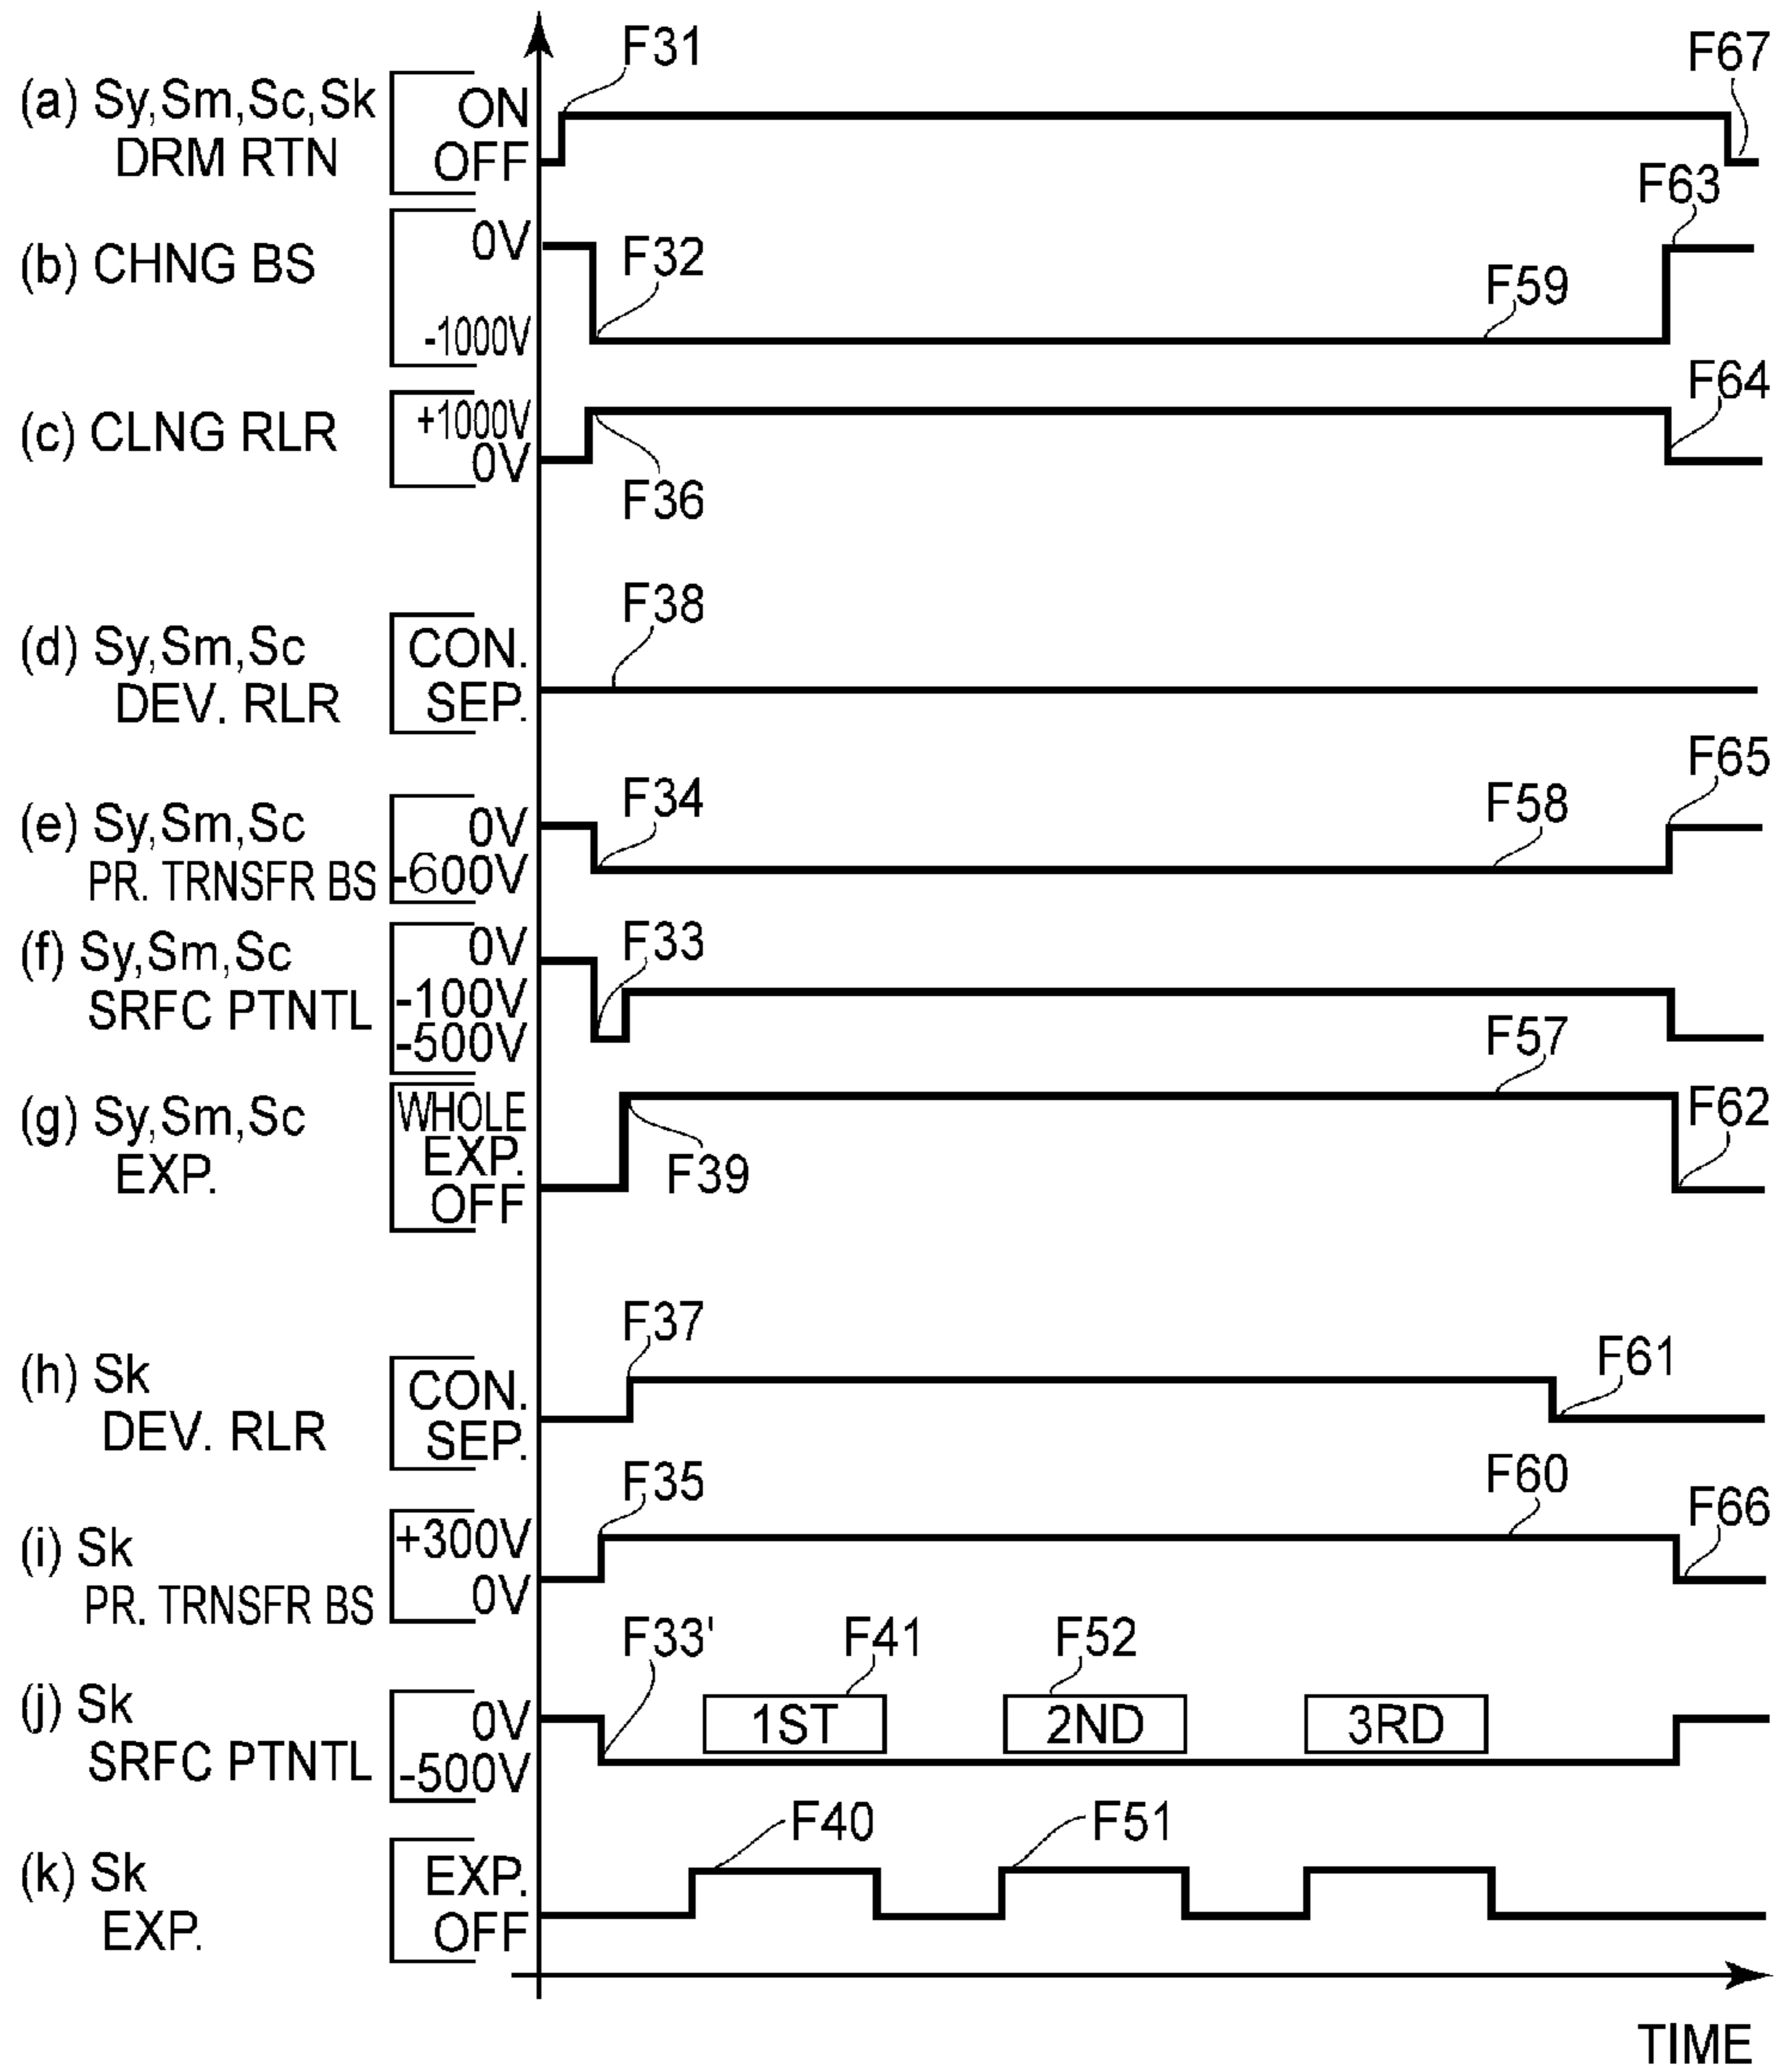 F31
F67
(a) Sy,Sm,Sc,Sk
DRM RTN
ON
OFF
F63
(b) CHNG BS
0V
-1000V
F32
F59
F64
(c) CLNG RLR
+1000V
0V
F36
F38
(d) Sy,Sm,Sc
DEV. RLR
CON.
SEP.
F65
F34
F58
(e) Sy,Sm,Sc
PR. TRNSFR BS
0V
-600V
F33
(f) Sy,Sm,Sc
SRFC PTNTL
0V
-100V
-500V
F57
(g) Sy,Sm,Sc
EXP.
WHOLE
EXP.
OFF
F62
F39
F37
F61
(h) Sk
DEV. RLR
CON.
SEP.
F35
F60
F66
(i) Sk
PR. TRNSFR BS
+300V
0V
F33'
F41
F52
(j) Sk
SRFC PTNTL
0V
-500V
1ST
2ND
3RD
F40
F51
(k) Sk
EXP.
EXP.
OFF
TIME